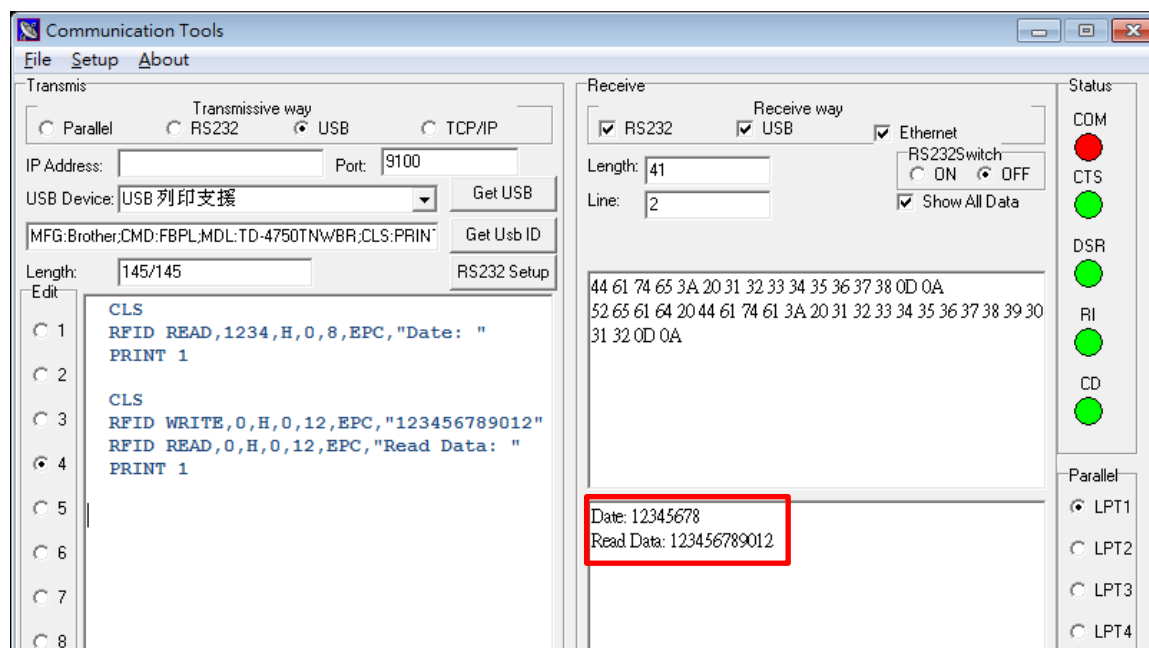 Communication Tools
File Setup About
Transmis
Transmissive way
Parallel RS232 USB TCP/IP
IP Address: Port: 9100
USB Device: USB 列印支援 Get USB
MFG:Brother;CMD:FBPL;MDL:TD-4750TNWBR;CLS:PRIN Get Usb ID
Length: 145/145 RS232 Setup
Edit
1
2
3
4
5
6
7
8
CLS
RFID READ,1234,H,0,8,EPC,"Date: "
PRINT 1
CLS
RFID WRITE,0,H,0,12,EPC,"123456789012"
RFID READ,0,H,0,12,EPC,"Read Data: "
PRINT 1
Receive
Receive way
RS232 USB Ethernet
Length: 41
RS232Switch
ON OFF
Line: 2
Show All Data
44 61 74 65 3A 20 31 32 33 34 35 36 37 38 0D 0A
52 65 61 64 20 44 61 74 61 3A 20 31 32 33 34 35 36 37 38 39 30
31 32 0D 0A
Date: 12345678
Read Data: 123456789012
Status
COM
CTS
DSR
RI
CD
Parallel
LPT1
LPT2
LPT3
LPT4